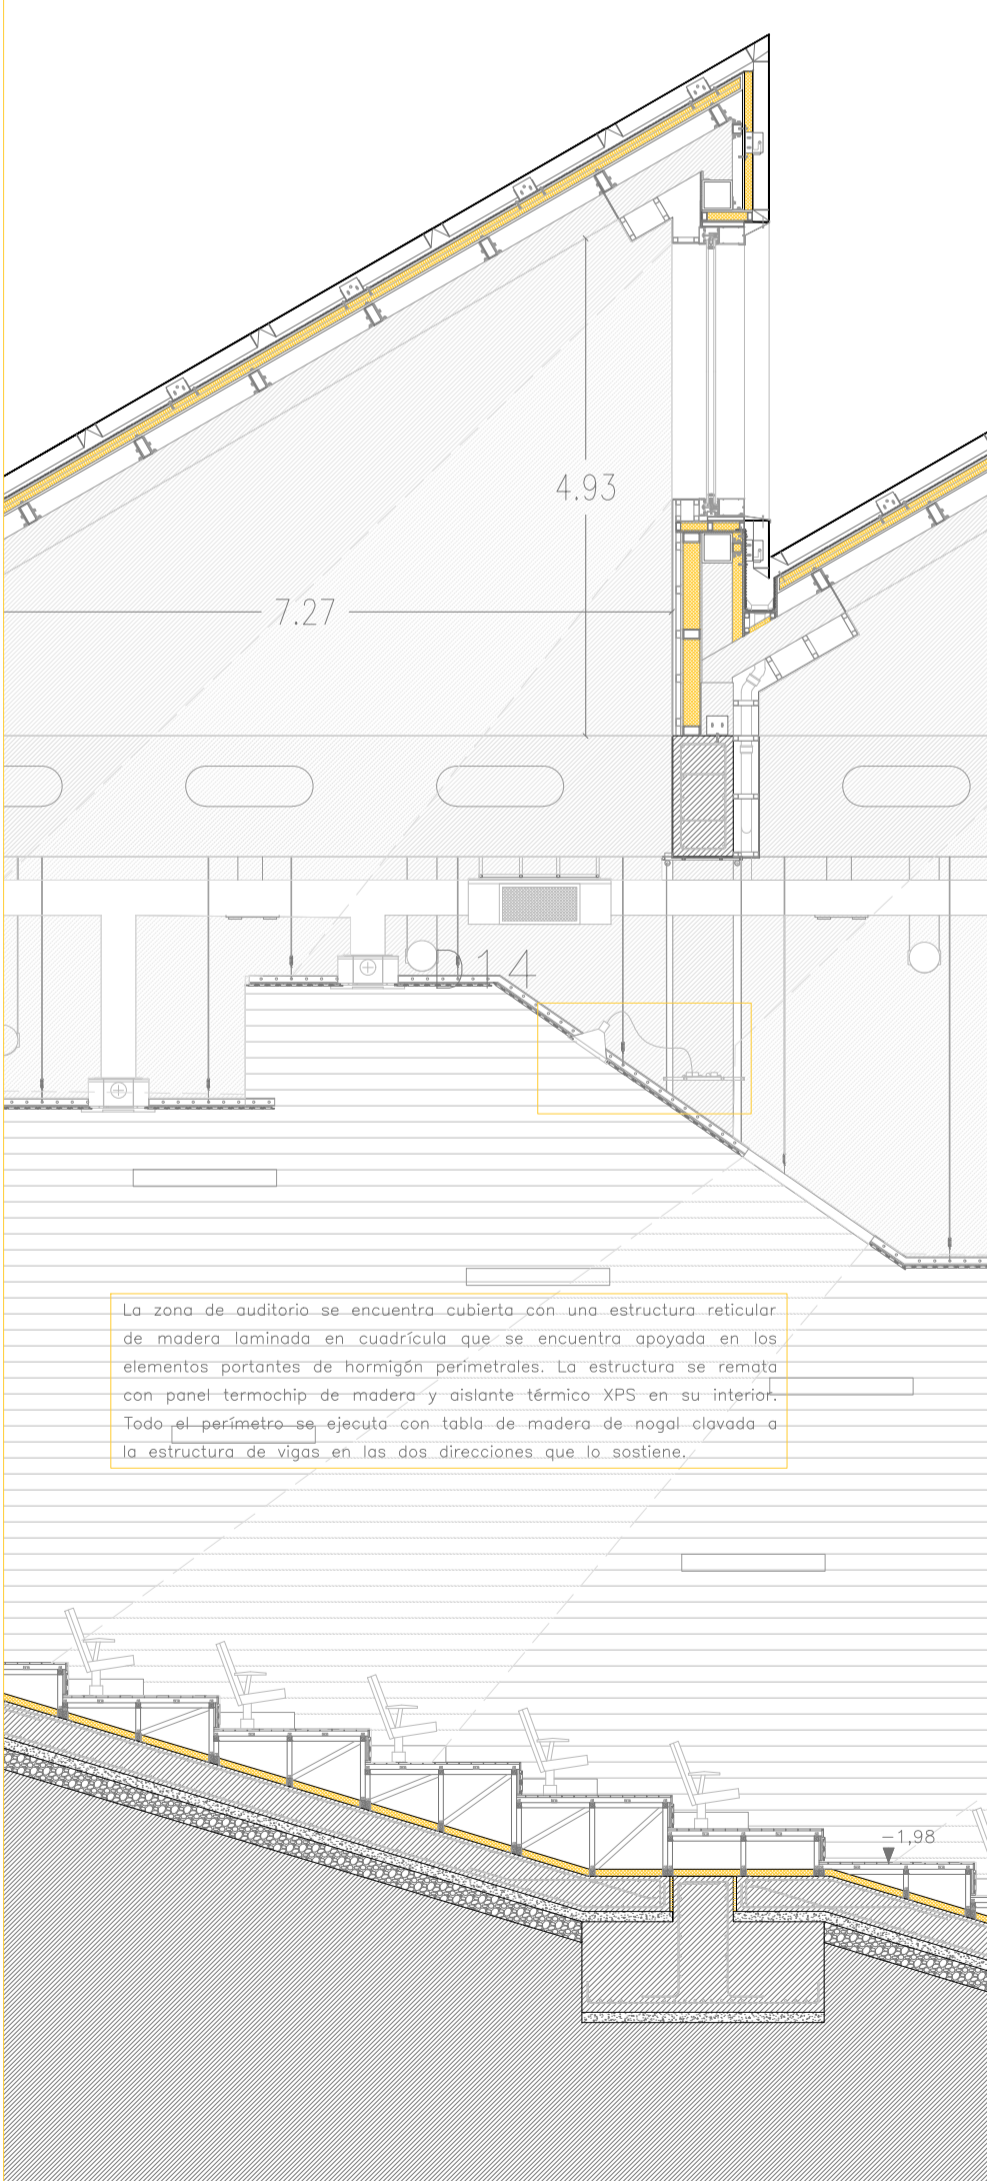 4.93
7.27
D14
La zona de auditorio se encuentra cubierta con una estructura reticular
de madera laminada en cuadrícula que se encuentra apoyada en los
elementos portantes de hormigón perimetrales. La estructura se remata
con panel termochip de madera y aislante térmico XPS en su interior.
Todo el perímetro se ejecuta con tabla de madera de nogal clavada a
la estructura de vigas en las dos direcciones que lo sostiene.
-1,98